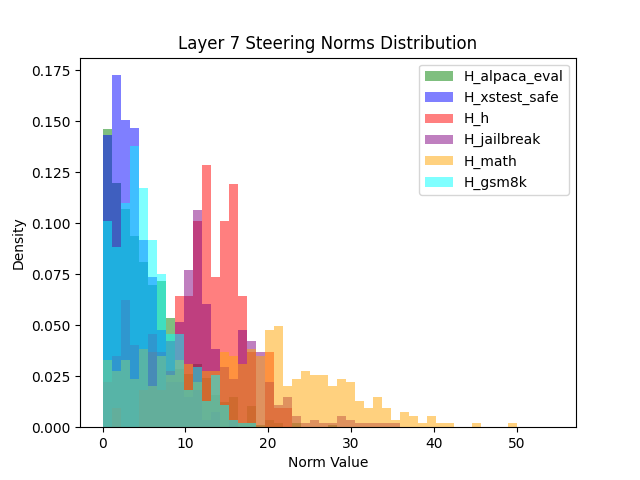 Layer 7 Steering Norms Distribution
H_alpaca_eval
H_xstest_safe
H_h
H_jailbreak
H_math
H_gsm8k
Density
0.175
0.150
0.125
0.100
0.075
0.050
0.025
0.000
0 10 20 30 40 50
Norm Value